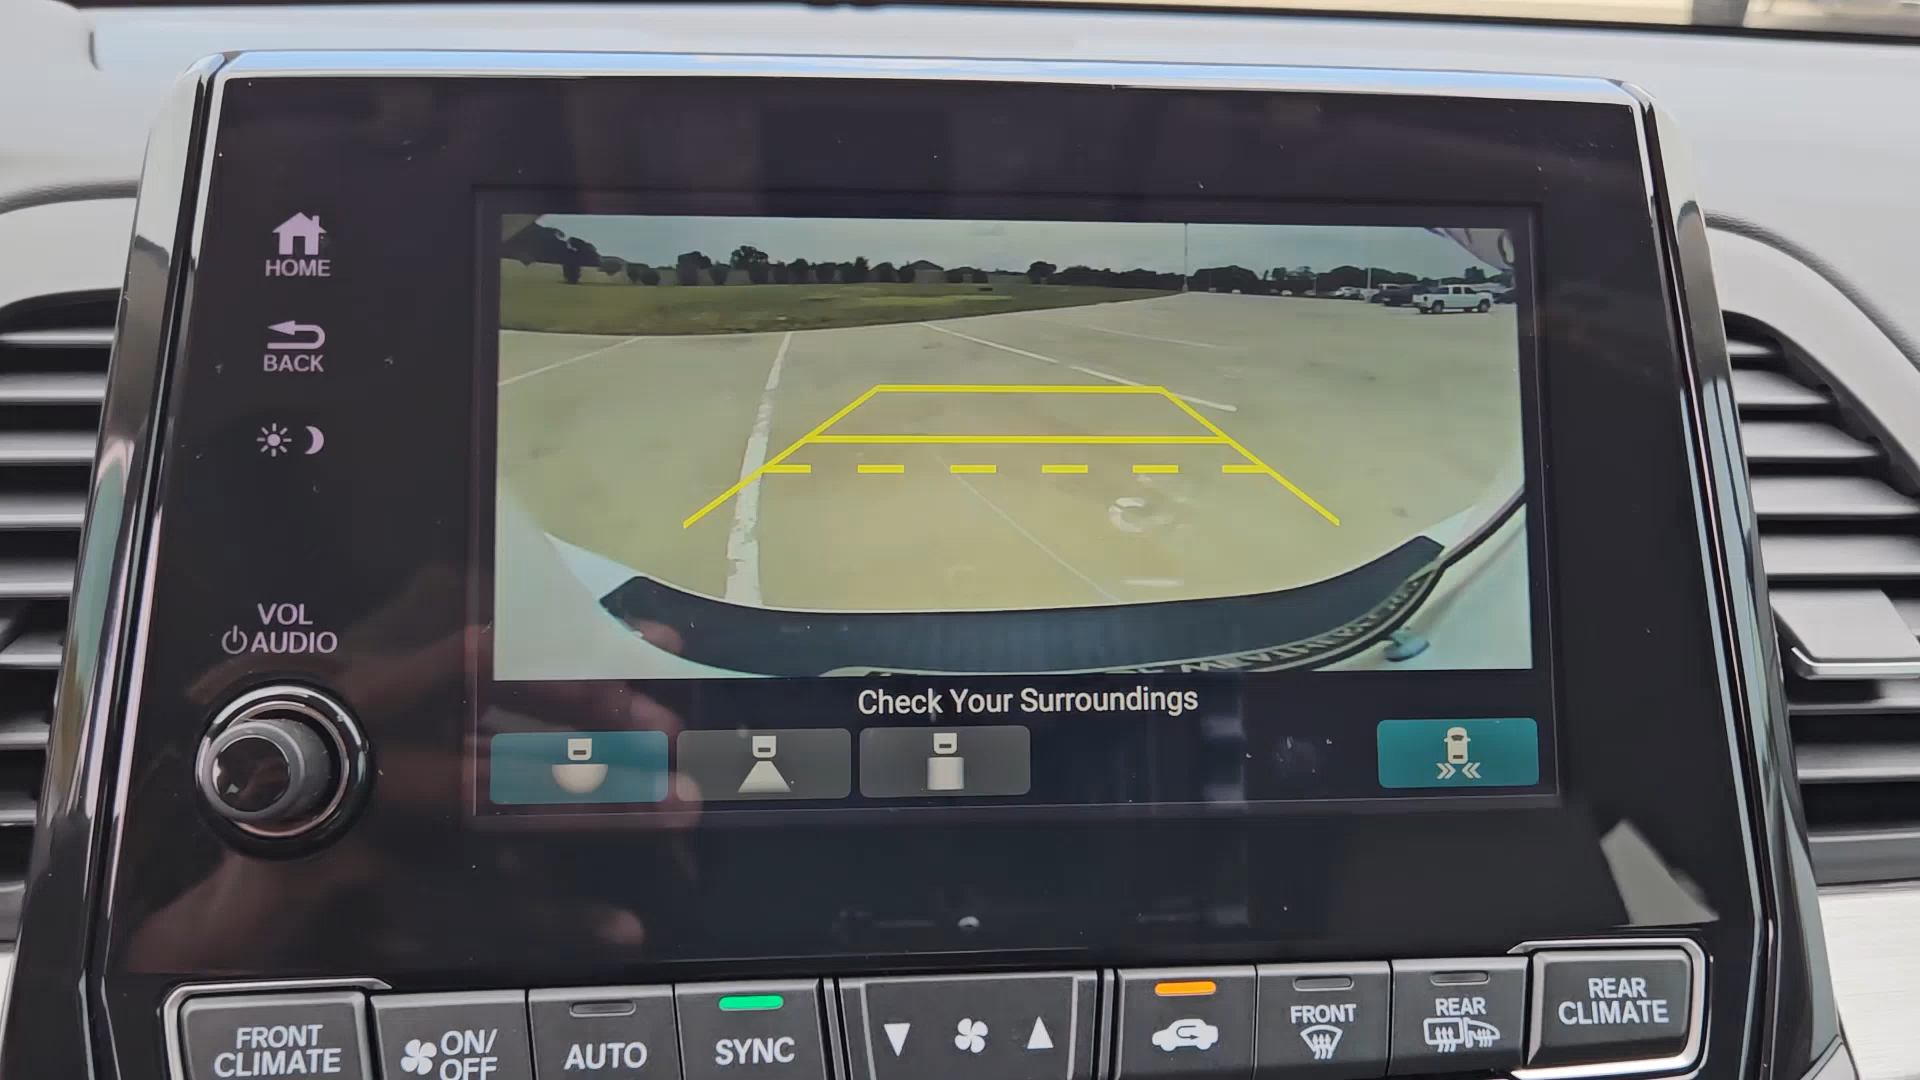 HOME
BACK
VOL
AUDIO
Check Your Surroundings
FRONT
CLIMATE
ON/
OFF
AUTO
SYNC
FRONT
REAR
REAR
CLIMATE